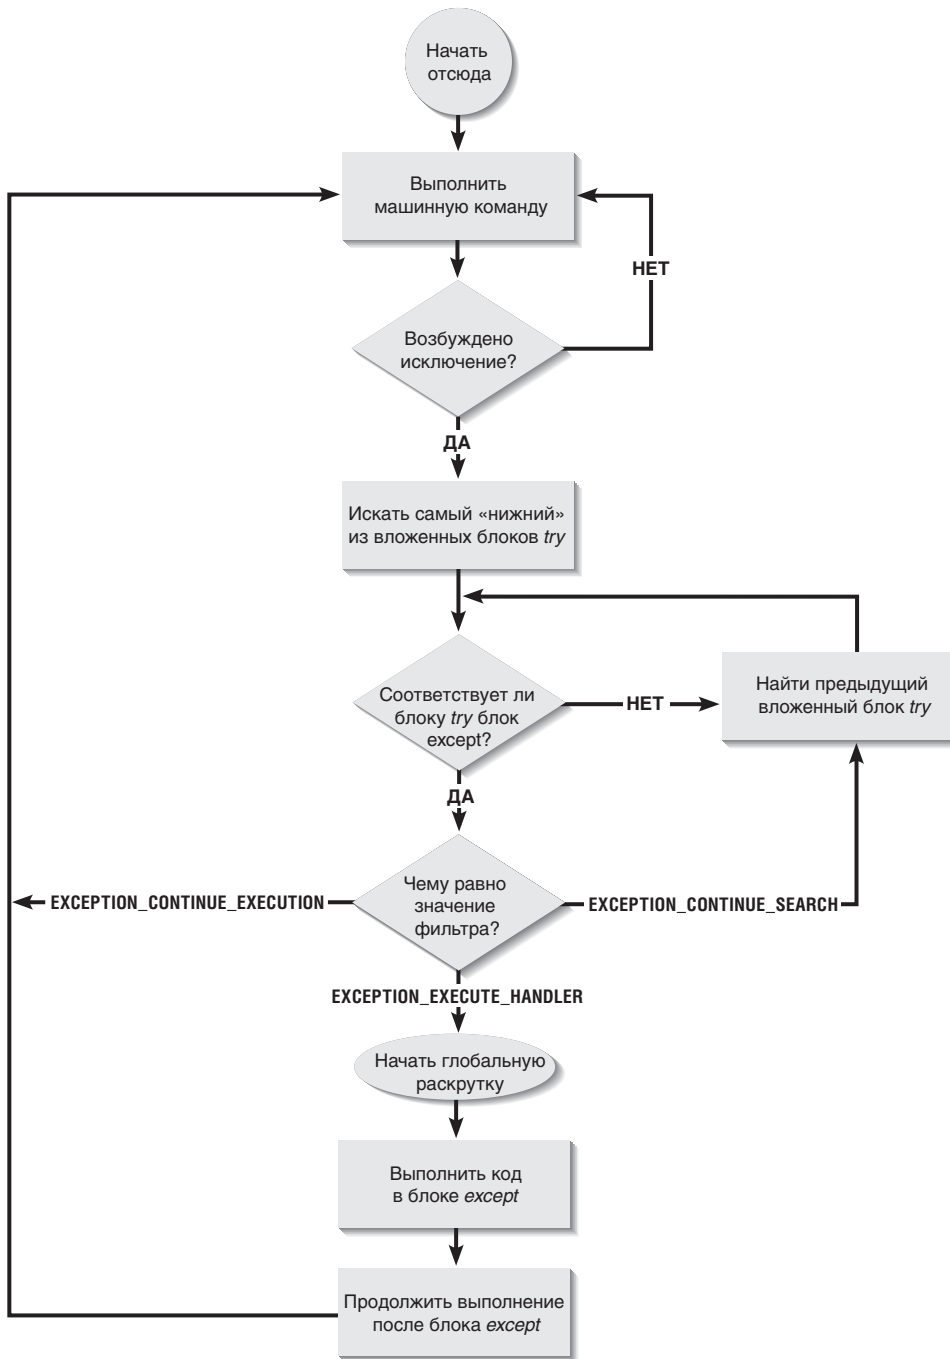 Начать
отсюда
Выполнить
машинную команду
НЕТ
Возбуждено
исключение?
ДА
Искать самый «нижний»
из вложенных блоков try
Соответствует ли
блоку try блок
except?
НЕТ
Найти предыдущий
вложенный блок try
ДА
Чему равно
значение
фильтра?
EXCEPTION_CONTINUE_EXECUTION
EXCEPTION_CONTINUE_SEARCH
EXCEPTION_EXECUTE_HANDLER
Начать глобальную
раскрутку
Выполнить код
в блоке except
Продолжить выполнение
после блока except